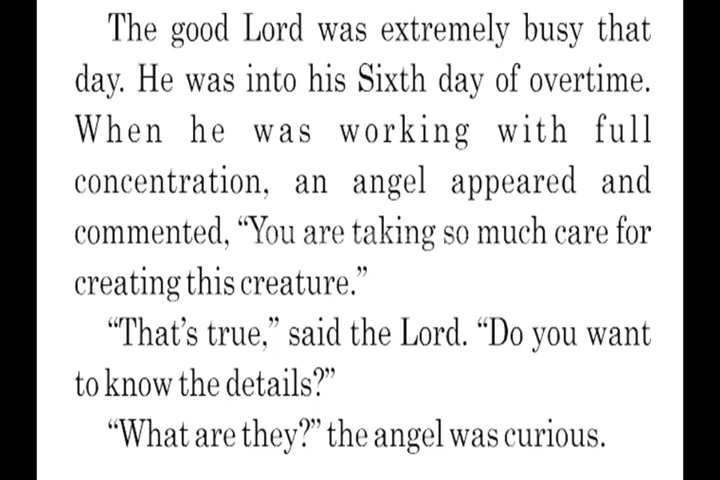 The good Lord was extremely busy that
day. He was into his Sixth day of overtime.
When he was working with full
concentration, an angel appeared and
commented, “You are taking so much care for
creating this creature.”
“That’s true,” said the Lord. “Do you want
to know the details?”
“What are they?” the angel was curious.